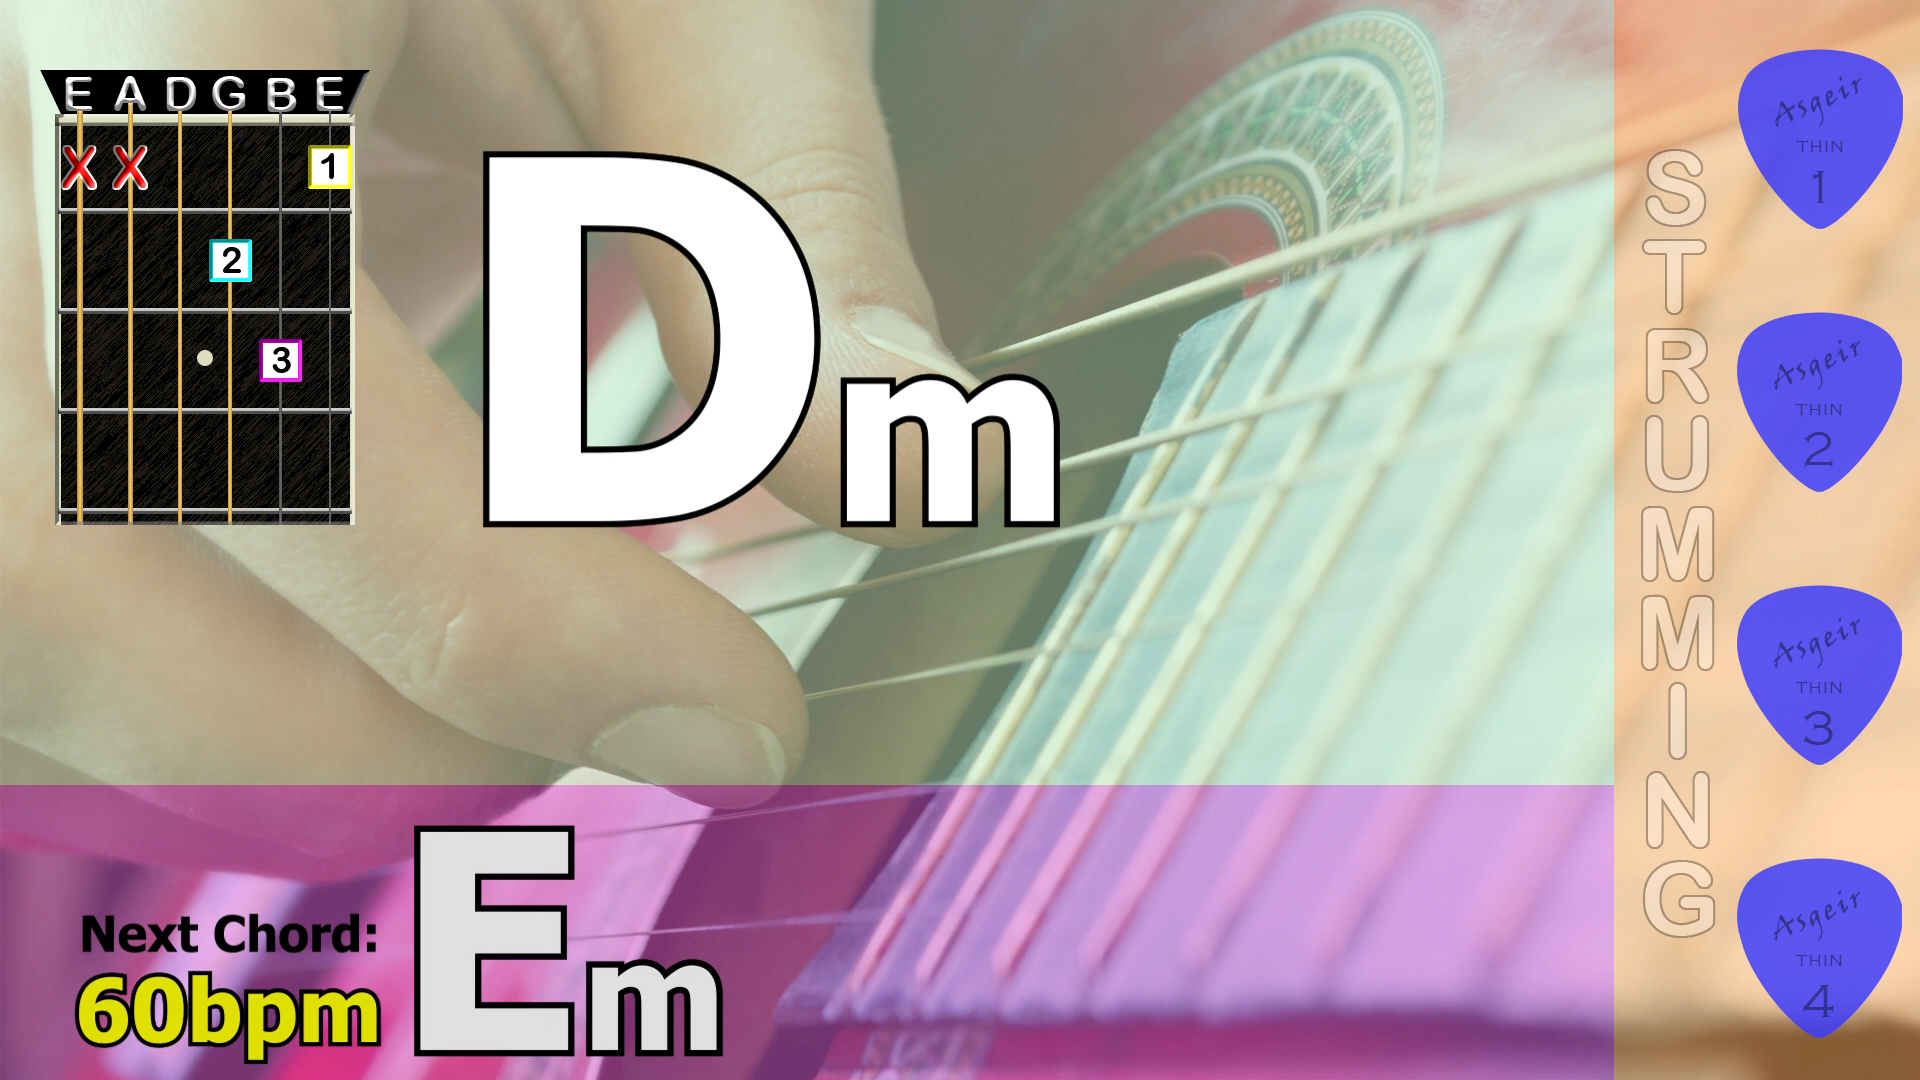 E A D G B E
X X 1
2
3
Dm
Next Chord:
60bpm
Em
STRUMMING
Asgeir
THIN
1
Asgeir
THIN
2
Asgeir
THIN
3
Asgeir
THIN
4